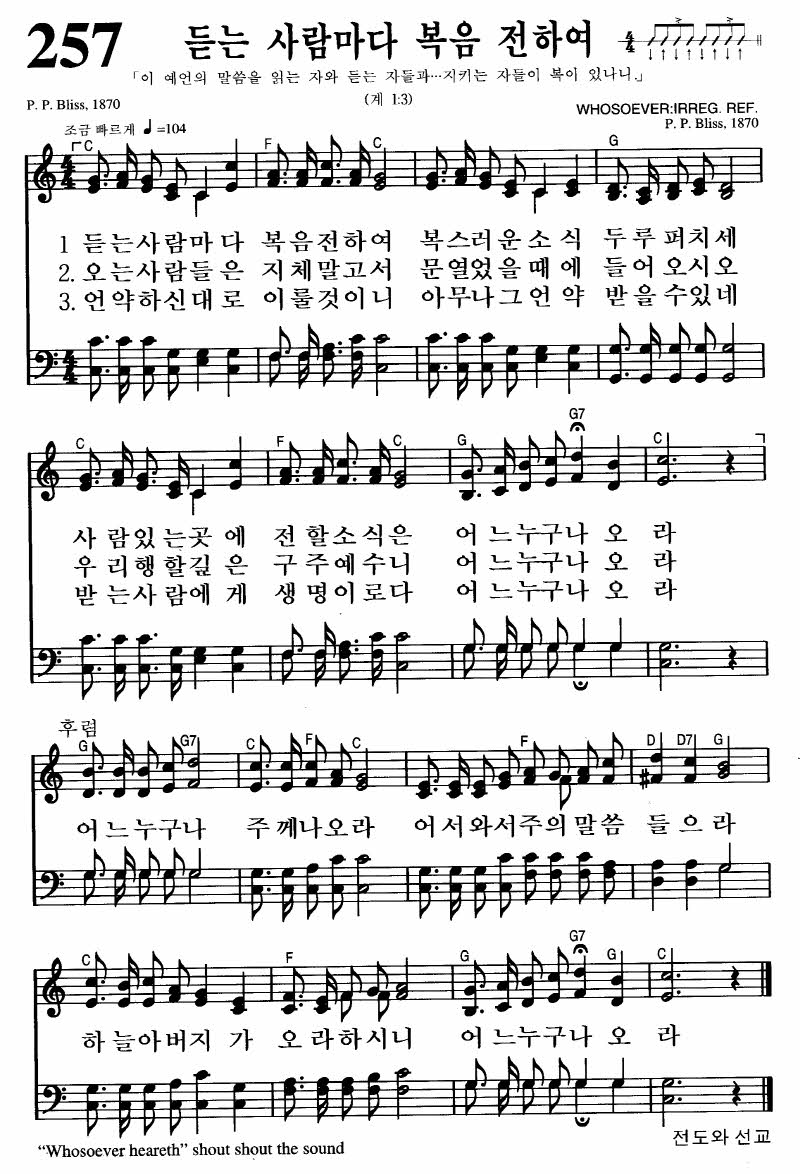 257 듣는 사람마다 복음 전하여
「이 예언의 말씀을 읽는 자와 듣는 자들과…지키는 자들이 복이 있나니」
(계 1:3)
P. P. Bliss, 1870
WHOSOEVER:IRREG. REF.
P. P. Bliss, 1870
조금 빠르게 ♩=104
C F C G
1 듣는사람마다 복음전하여 복스러운소식 두루퍼치세
2. 오는사람들은 지체말고서 문열었을때에 들어오시오
3. 언약하신대로 이룰것이니 아무나그언약 받을수있네
C F C G G7 C
사람있는곳에 전할소식은 어느누구나오라
우리행할길은 구주예수니 어느누구나오라
받는사람에게 생명이로다 어느누구나오라
후렴
G G7 C F C F D D7 G
어느누구나 주께나오라 어서와서주의말씀 들으라
C F G G7 G C
하늘아버지가 오라하시니 어느누구나오라
“Whosoever heareth” shout shout the sound
전도와 선교